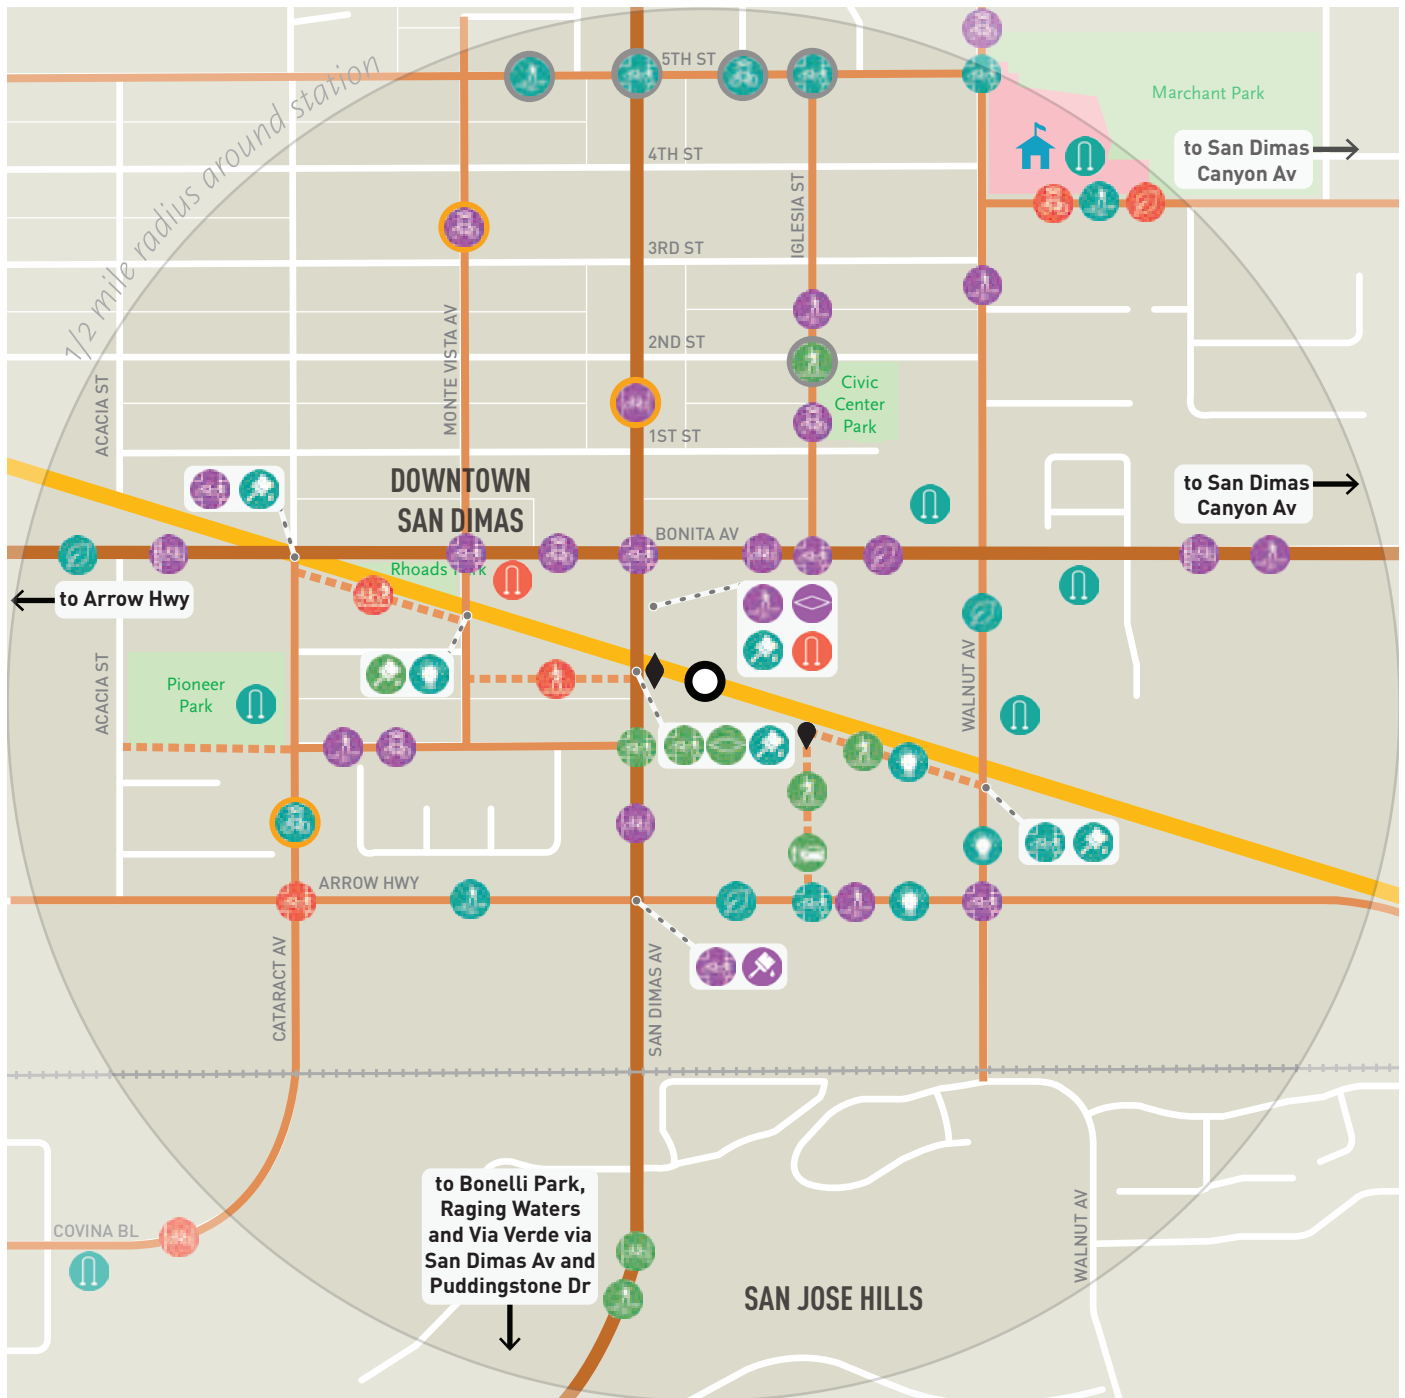 1/2 mile radius around station
5TH ST
Marchant Park
to San Dimas
Canyon Av
4TH ST
IGLESIA ST
3RD ST
MONTE VISTA AV
2ND ST
ACACIA ST
Civic
Center
Park
1ST ST
DOWNTOWN
SAN DIMAS
to San Dimas
Canyon Av
BONITA AV
Rhoads Park
to Arrow Hwy
ACACIA ST
WALNUT AV
Pioneer
Park
ARROW HWY
CATARACT AV
SAN DIMAS AV
to Bonelli Park,
Raging Waters
and Via Verde via
San Dimas Av and
Puddingstone Dr
COVINA BL
WALNUT AV
SAN JOSE HILLS